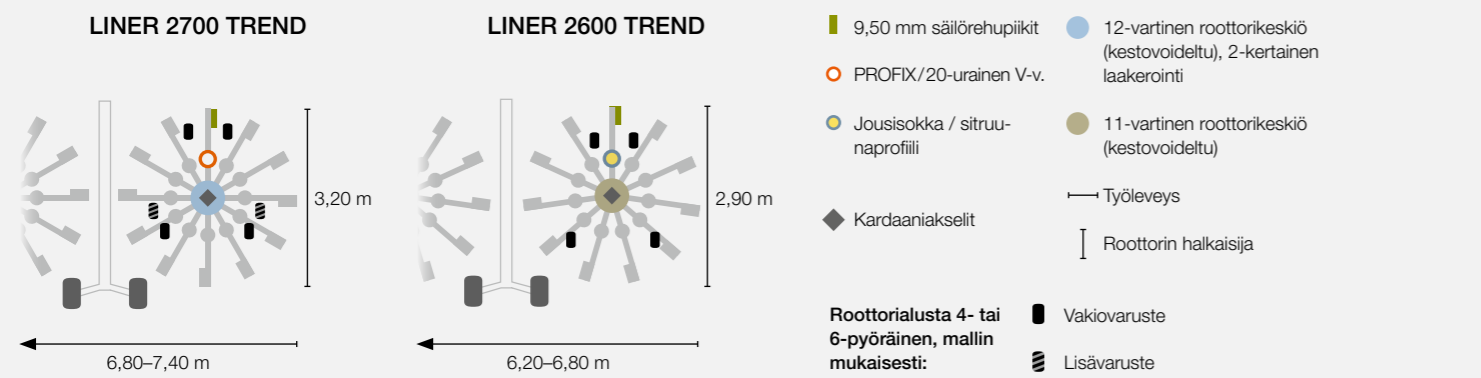 LINER 2700 TREND
3,20 m
6,80–7,40 m
LINER 2600 TREND
2,90 m
6,20–6,80 m
9,50 mm säilörehupiikit
PROFIX/20-urainen V-v.
Jousisokka / sitruu-
naprofiili
Kardaaniakselit
12-vartinen roottorikeskiö
(kestovoideltu), 2-kertainen
laakerointi
11-vartinen roottorikeskiö
(kestovoideltu)
Työleveys
Roottorin halkaisija
Roottorialusta 4- tai
6-pyöräinen, mallin
mukaisesti:
Vakiovaruste
Lisävaruste